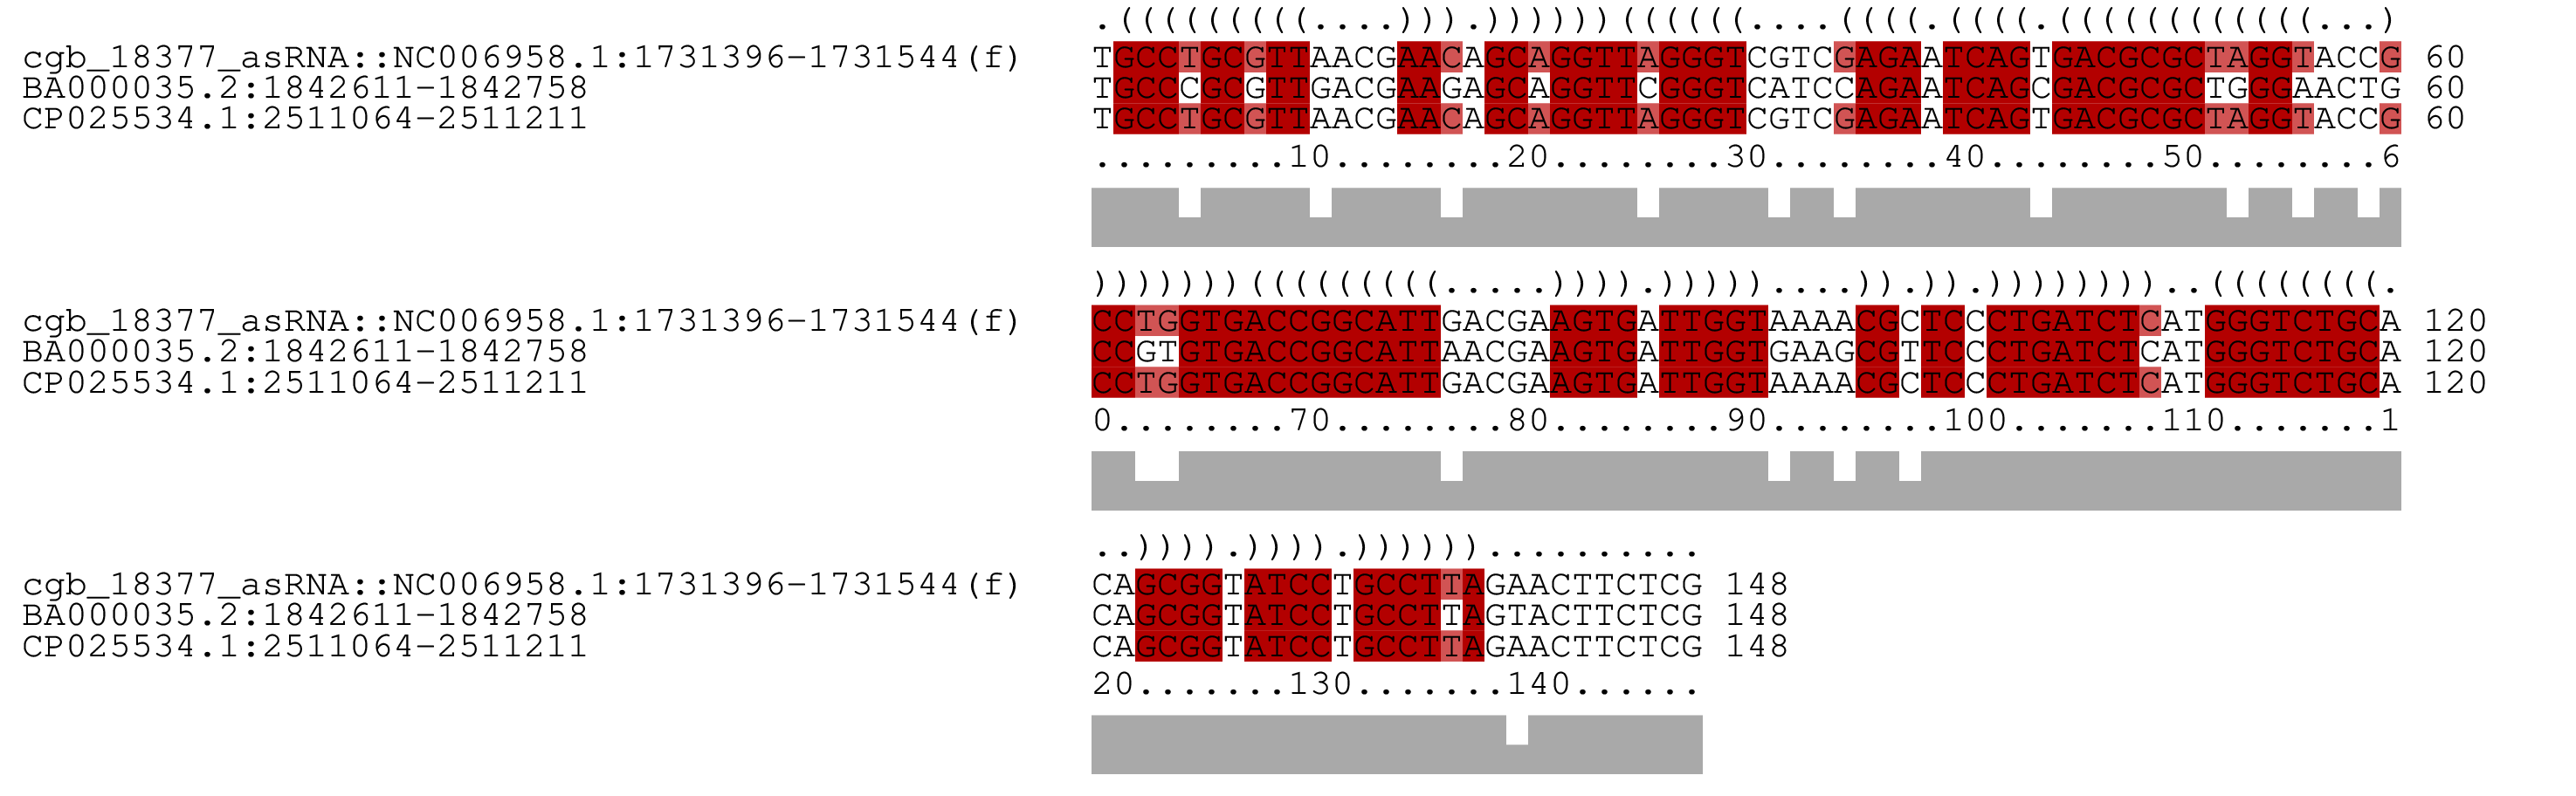 .(((((((((....))).))))))((((((....((((.((((.((((((((((((...)
cgb_18377_asRNA::NC006958.1:1731396-1731544(f) TGCCTGCGTTAACGAACAGCAGGTTAGGGTCGTCGAGAATCAGTGACGCGCTAGGTACCG 60
BA000035.2:1842611-1842758 TGCCCGCGTTGACGAAGAGCAGGTTCGGGTCATCCAGAATCAGCGACGCGCTGGGAACTG 60
CP025534.1:2511064-2511211 TGCCTGCGTTAACGAACAGCAGGTTAGGGTCGTCGAGAATCAGTGACGCGCTAGGTACCG 60
.........10........20........30........40........50........6
)))))))(((((((((.....)))).)))))....)).)).))))))))..((((((((.
cgb_18377_asRNA::NC006958.1:1731396-1731544(f) CCTGGTGACCGGCATTGACGAAGTGATTGGTAAAACGCTCCCTGATCTCATGGGTCTGCA 120
BA000035.2:1842611-1842758 CCGTGTGACCGGCATTAACGAAGTGATTGGTGAAGCGTTCCCTGATCTCATGGGTCTGCA 120
CP025534.1:2511064-2511211 CCTGGTGACCGGCATTGACGAAGTGATTGGTAAAACGCTCCCTGATCTCATGGGTCTGCA 120
0........70........80........90........100.......110.......1
..)))).)))).))))))..........
cgb_18377_asRNA::NC006958.1:1731396-1731544(f) CAGCGGTATCCTGCCTTAGAACTTCTCG 148
BA000035.2:1842611-1842758 CAGCGGTATCCTGCCTTAGTACTTCTCG 148
CP025534.1:2511064-2511211 CAGCGGTATCCTGCCTTAGAACTTCTCG 148
20.......130.......140......